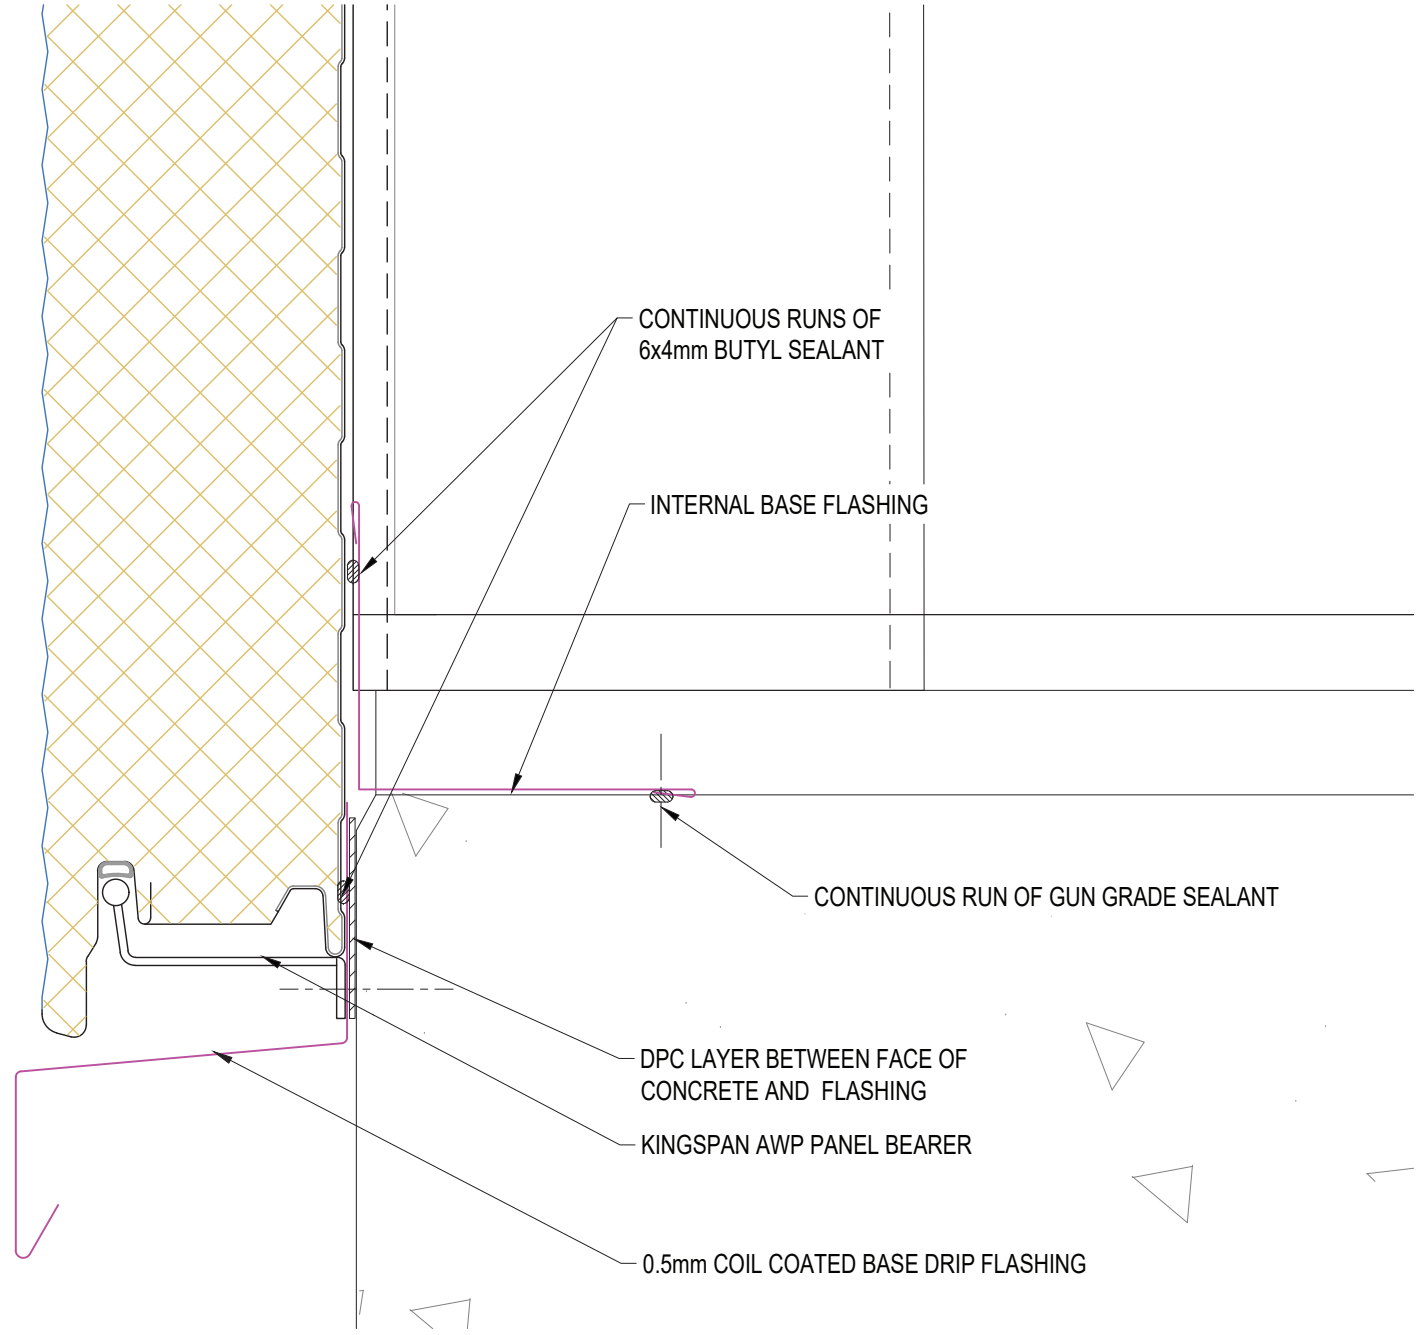 CONTINUOUS RUNS OF
6x4mm BUTYL SEALANT
INTERNAL BASE FLASHING
CONTINUOUS RUN OF GUN GRADE SEALANT
DPC LAYER BETWEEN FACE OF
CONCRETE AND FLASHING
KINGSPAN AWP PANEL BEARER
0.5mm COIL COATED BASE DRIP FLASHING